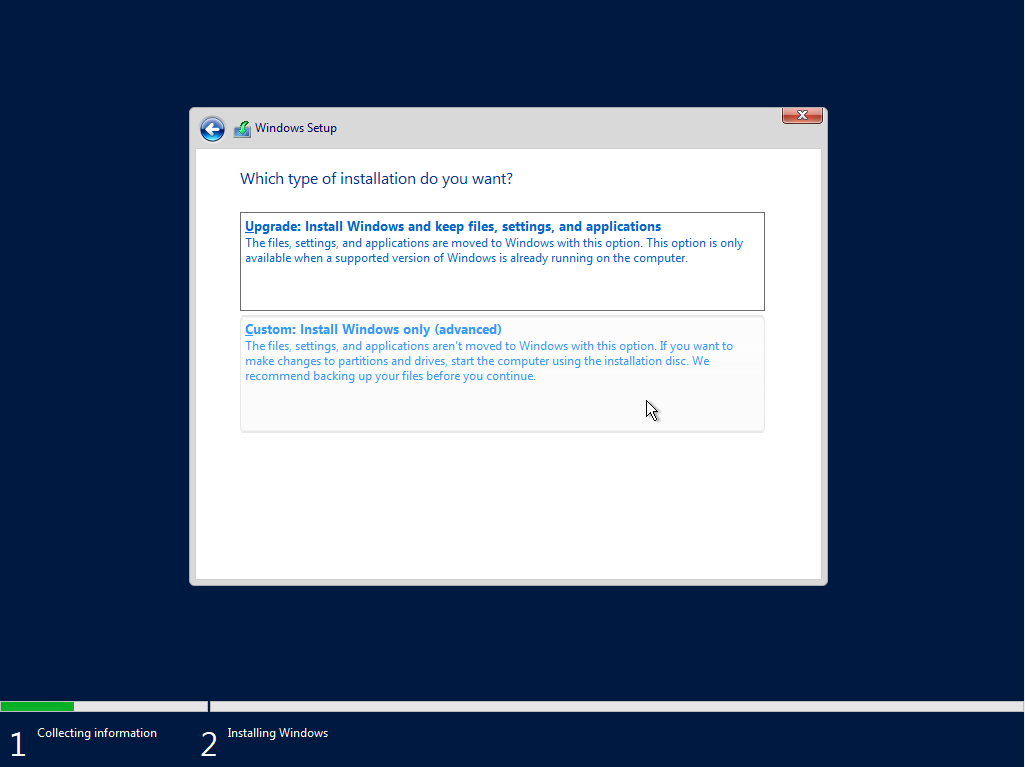 Windows Setup
Which type of installation do you want?
Upgrade: Install Windows and keep files, settings, and applications
The files, settings, and applications are moved to Windows with this option. This option is only
available when a supported version of Windows is already running on the computer.
Custom: Install Windows only (advanced)
The files, settings, and applications aren't moved to Windows with this option. If you want to
make changes to partitions and drives, start the computer using the installation disc. We
recommend backing up your files before you continue.
1 Collecting information
2 Installing Windows